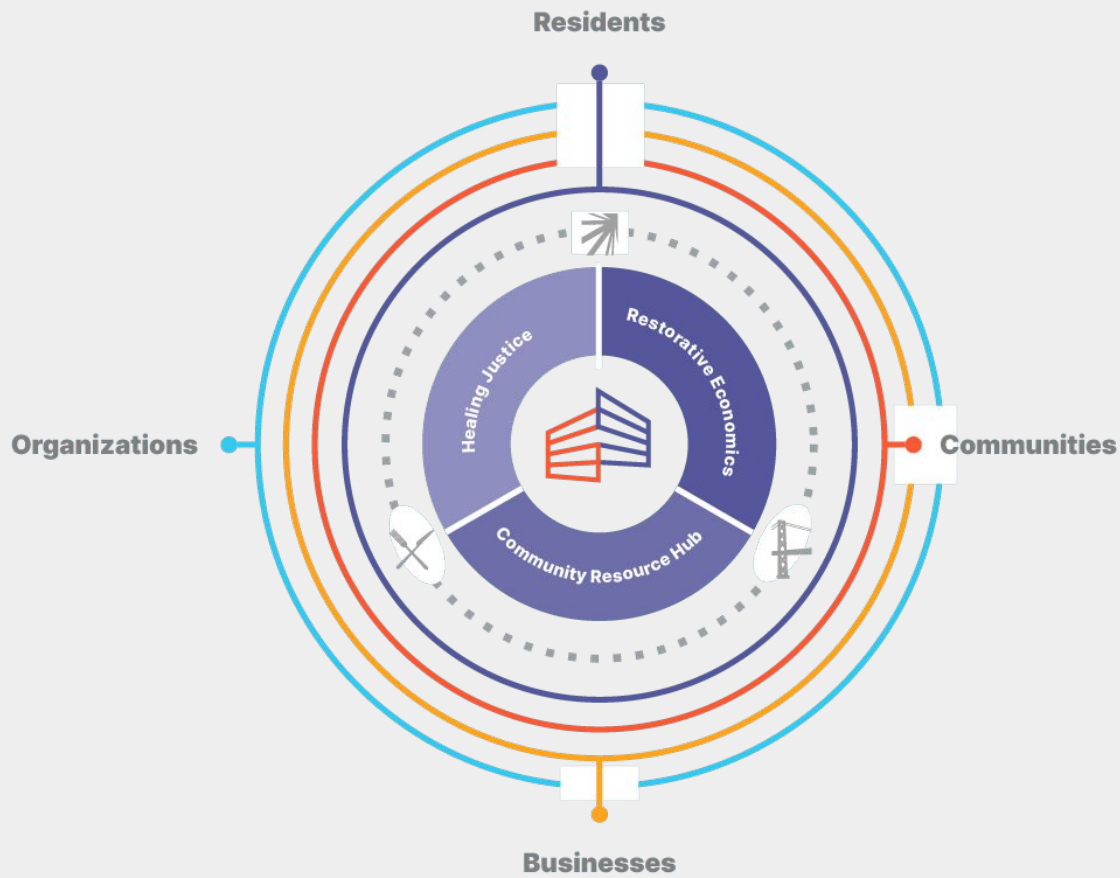 Residents
Healing Justice
Restorative Economics
Organizations
Communities
Community Resource Hub
Businesses